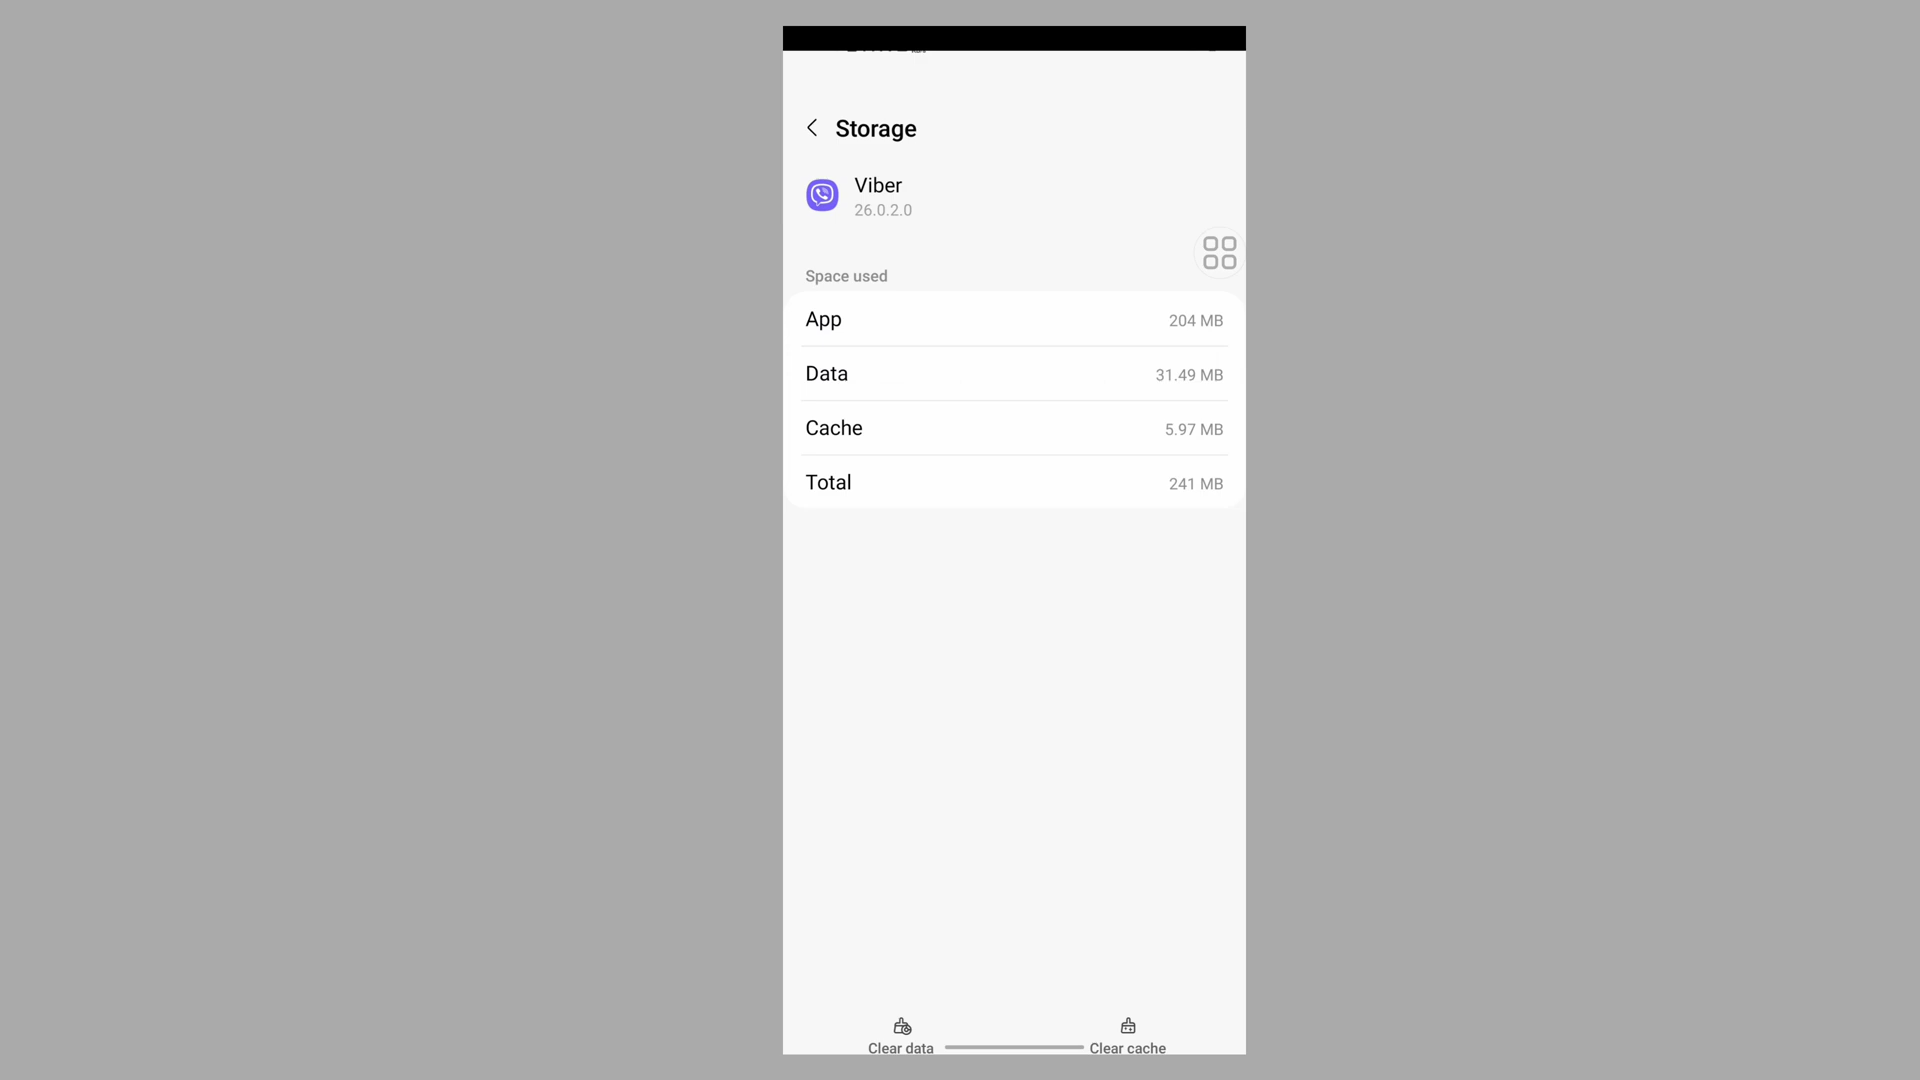 Storage
Viber
26.0.2.0
Space used
App 204 MB
Data 31.49 MB
Cache 5.97 MB
Total 241 MB
Clear data Clear cache